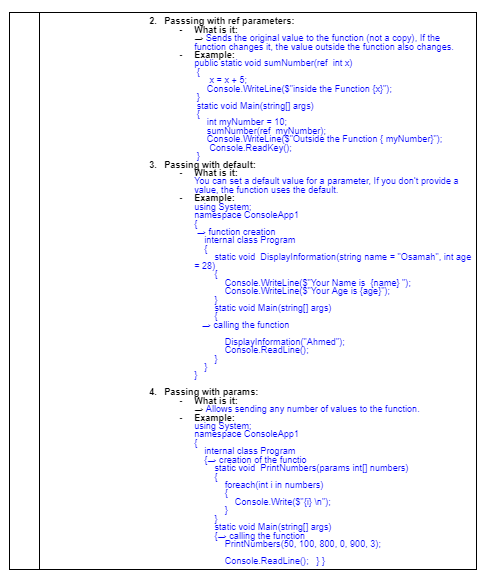 2. Passsing with ref parameters:
- What is it:
→ Sends the original value to the function (not a copy), If the
function changes it, the value outside the function also changes.
- Example:
public static void sumNumber(ref int x)
{
x = x + 5;
Console.WriteLine($"inside the Function {x}");
}
static void Main(string[] args)
{
int myNumber = 10;
sumNumber(ref myNumber);
Console.WriteLine($"Outside the Function { myNumber}");
Console.ReadKey();
}
3. Passing with default:
- What is it:
You can set a default value for a parameter, If you don't provide a
value, the function uses the default.
- Example:
using System;
namespace ConsoleApp1
{
→ function creation
internal class Program
{
static void DisplayInformation(string name = "Osamah", int age
= 28)
{
Console.WriteLine($"Your Name is {name} ");
Console.WriteLine($"Your Age is {age}");
}
static void Main(string[] args)
{
→ calling the function
DisplayInformation("Ahmed");
Console.ReadLine();
}
}
}
4. Passing with params:
- What is it:
→ Allows sending any number of values to the function.
- Example:
using System;
namespace ConsoleApp1
{
internal class Program
{→ creation of the functio
static void PrintNumbers(params int[] numbers)
{
foreach(int i in numbers)
{
Console.Write($"{i} \n");
}
}
static void Main(string[] args)
{→ calling the function
PrintNumbers(50, 100, 800, 0, 900, 3);
Console.ReadLine(); } }